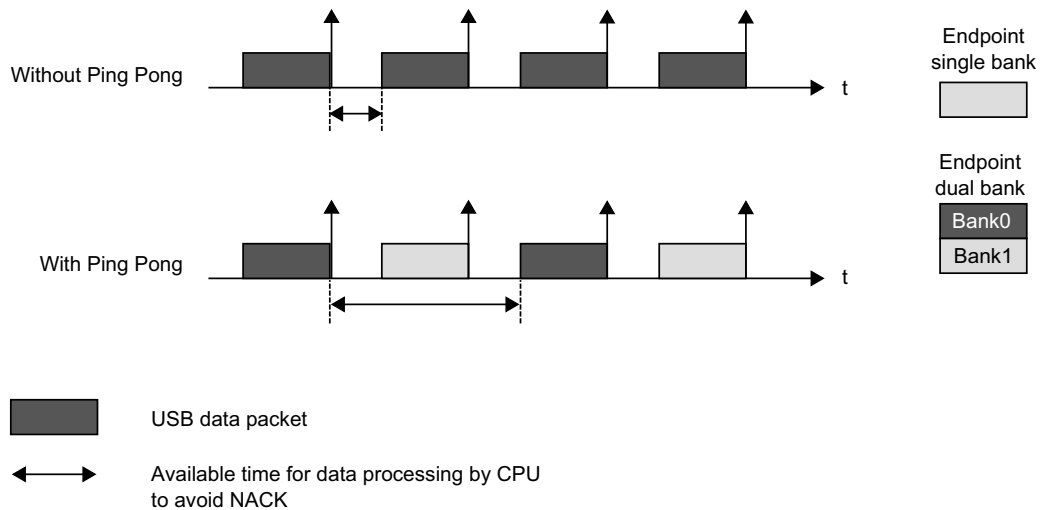 Without Ping Pong
t
Endpoint
single bank
Endpoint
dual bank
Bank0
Bank1
With Ping Pong
t
USB data packet
Available time for data processing by CPU
to avoid NACK